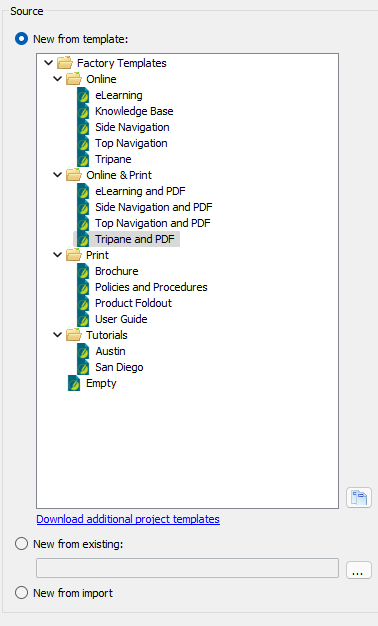 Source
New from template:
Factory Templates
Online
eLearning
Knowledge Base
Side Navigation
Top Navigation
Tripane
Online & Print
eLearning and PDF
Side Navigation and PDF
Top Navigation and PDF
Tripane and PDF
Print
Brochure
Policies and Procedures
Product Foldout
User Guide
Tutorials
Austin
San Diego
Empty
Download additional project templates
New from existing:
...
New from import